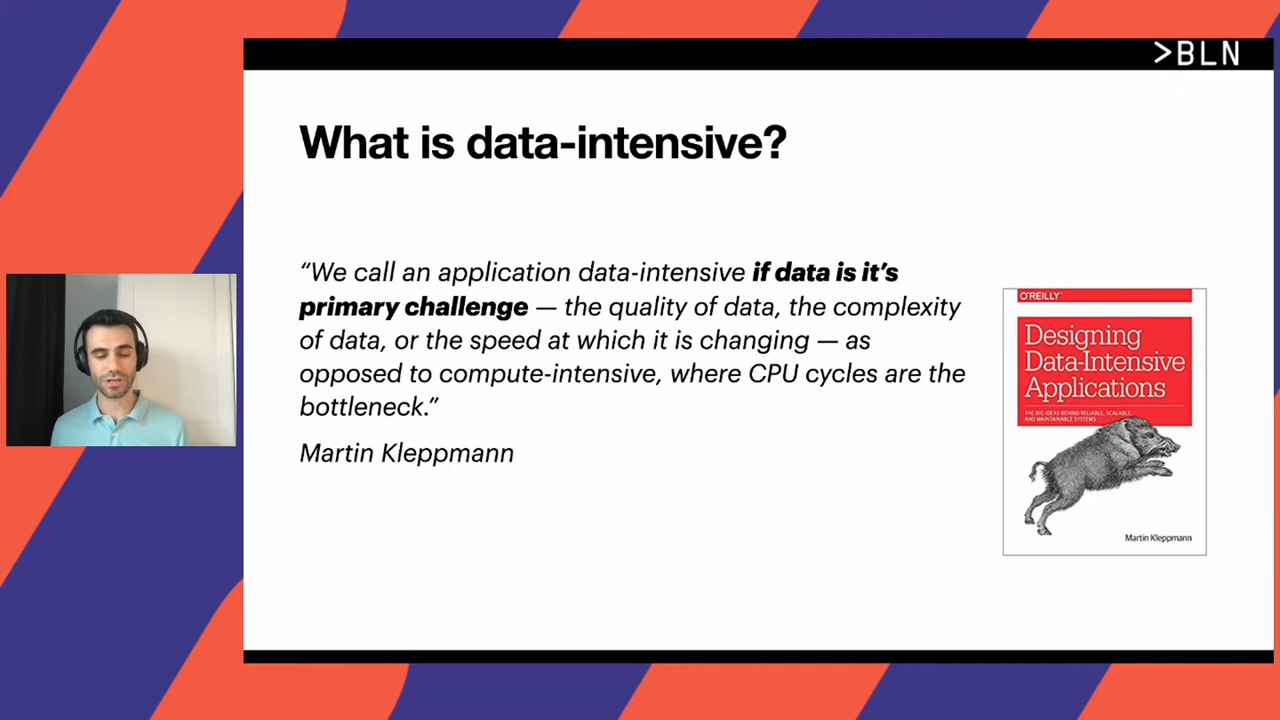 >BLN
What is data-intensive?
“We call an application data-intensive if data is it’s
primary challenge — the quality of data, the complexity
of data, or the speed at which it is changing — as
opposed to compute-intensive, where CPU cycles are the
bottleneck.”
Martin Kleppmann
O'REILLY
Designing
Data-Intensive
Applications
THE BIG IDEAS BEHIND RELIABLE, SCALABLE,
AND MAINTAINABLE SYSTEMS
Martin Kleppmann